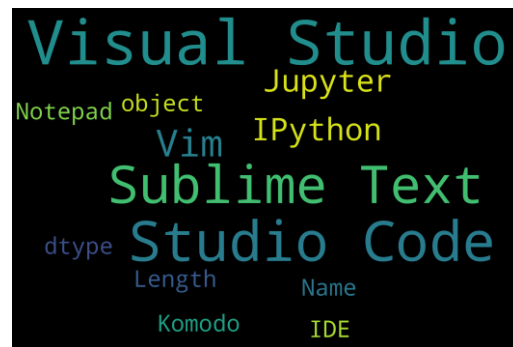 Visual Studio
Jupyter
Notepad object
IPython
Vim
Sublime Text
Studio Code
dtype
Length
Name
Komodo
IDE